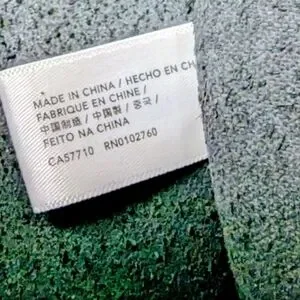 MADE IN CHINA / HECHO EN CH
FABRIQUE EN CHINE /
中国制造 / 中國製 / 중국 /
FEITO NA CHINA
CA57710 RN0102760